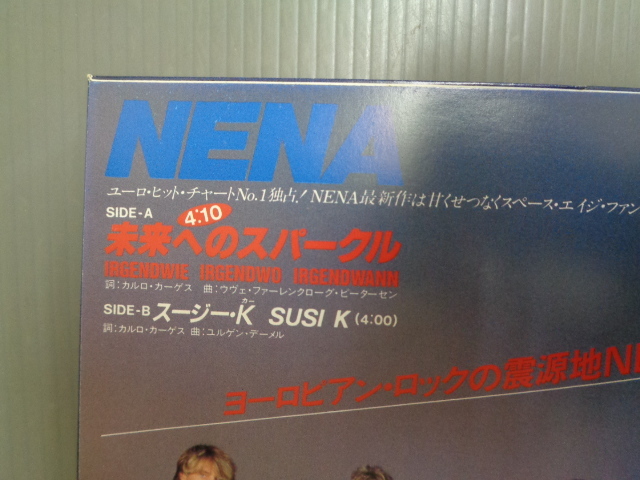 NENA
ユーロ・ヒット・チャートNo.1独占! NENA最新作は甘くせつなくスペース・エイジ・ファン
SIDE-A 4:10
未来へのスパークル
IRGENDWIE IRGENDWO IRGENDWANN
詞:カルロ・カーゲス 曲:ウヴェ・ファーレンクローグ・ピーターセン
SIDE-B スージー・K カー SUSI K (4:00)
詞:カルロ・カーゲス 曲:ユルゲン・デーメル
ヨーロピアン・ロックの震源地NE